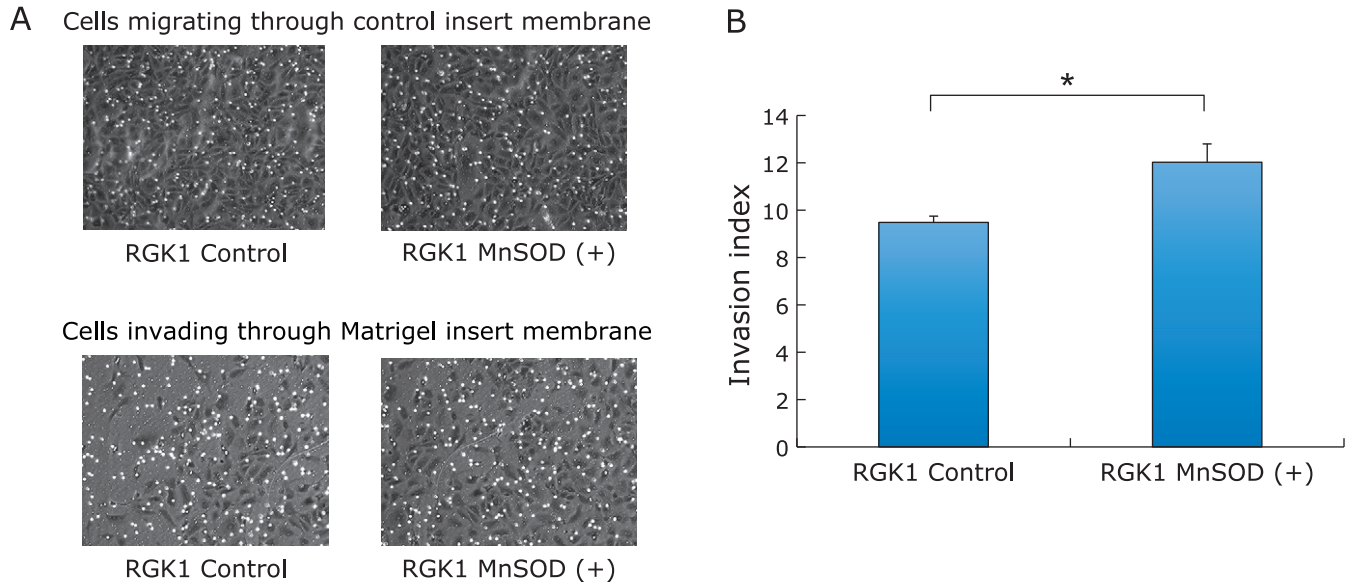 A
Cells migrating through control insert membrane
RGK1 Control
RGK1 MnSOD (+)
Cells invading through Matrigel insert membrane
RGK1 Control
RGK1 MnSOD (+)
B
*
Invasion index
14
12
10
8
6
4
2
0
RGK1 Control
RGK1 MnSOD (+)